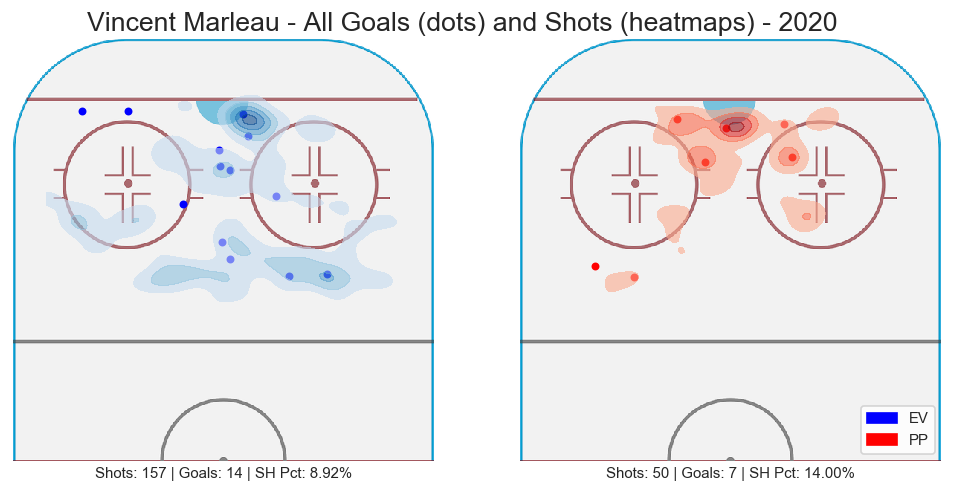 Vincent Marleau - All Goals (dots) and Shots (heatmaps) - 2020
EV
PP
Shots: 157 | Goals: 14 | SH Pct: 8.92%
Shots: 50 | Goals: 7 | SH Pct: 14.00%